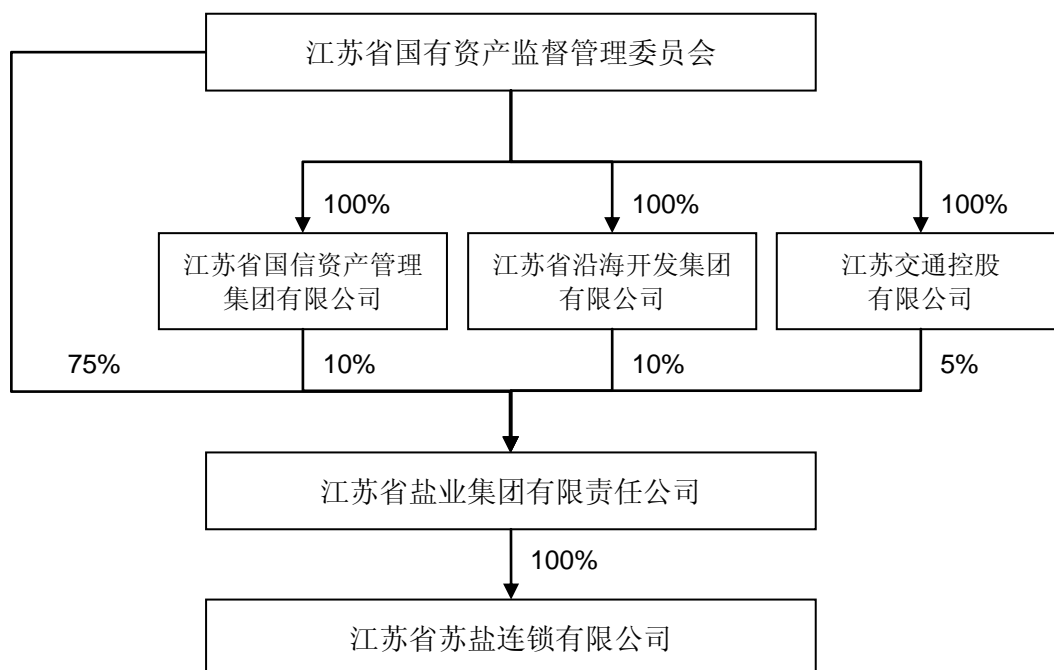 江苏省国有资产监督管理委员会
100%
100%
100%
江苏省国信资产管理
集团有限公司
江苏省沿海开发集团
有限公司
江苏交通控股
有限公司
75%
10%
10%
5%
江苏省盐业集团有限责任公司
100%
江苏省苏盐连锁有限公司